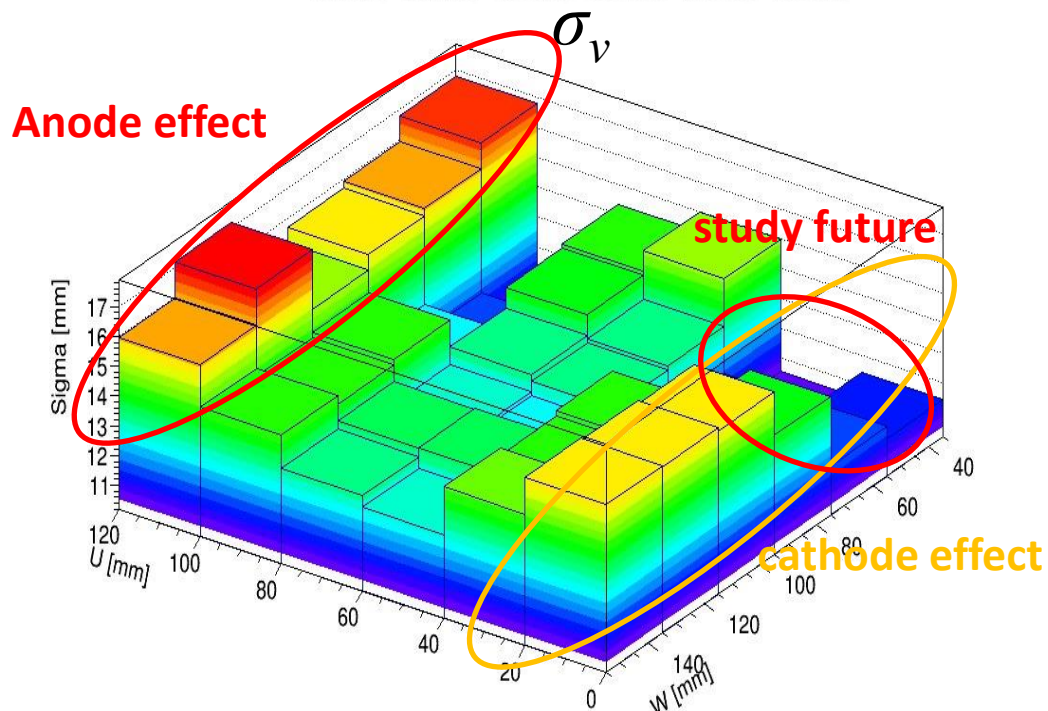 σv
Anode effect
study future
cathode effect
Sigma [mm]
17
16
15
14
13
12
11
120
100
80
60
40
20
0
U [mm]
140
120
100
80
60
40
W [mm]